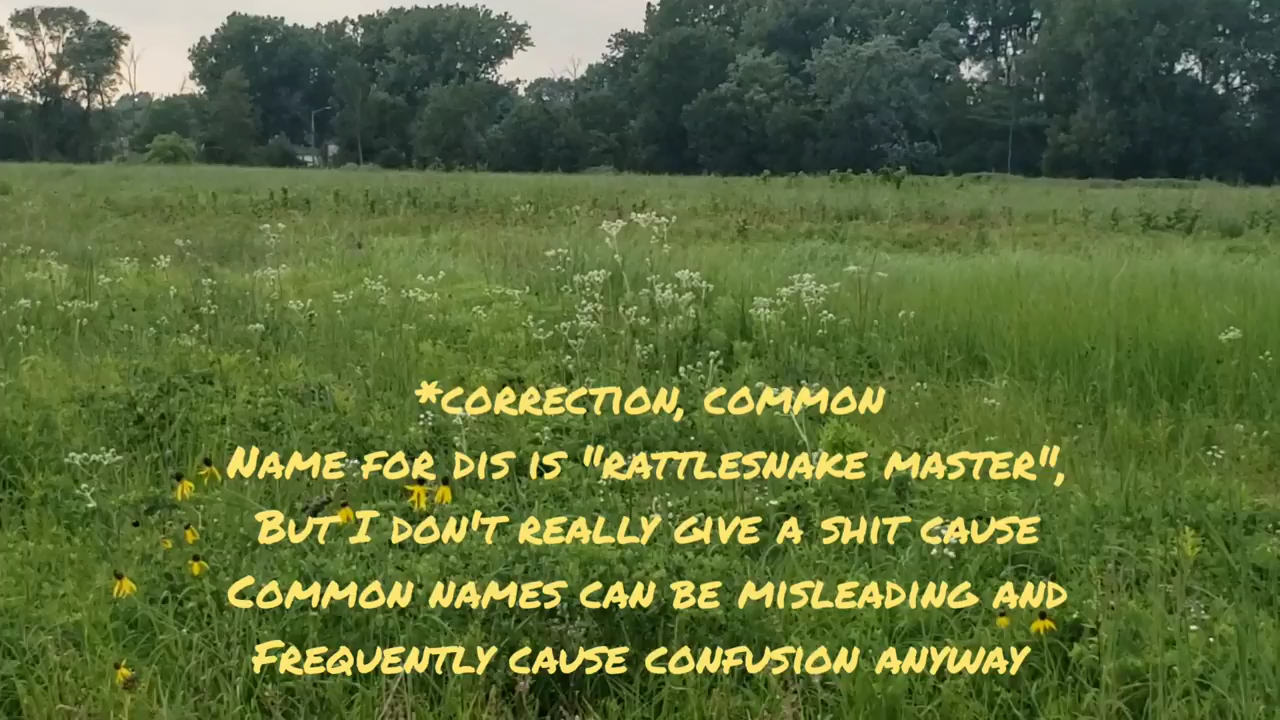 *CORRECTION, COMMON
NAME FOR DIS IS "RATTLESNAKE MASTER",
BUT I DON'T REALLY GIVE A SHIT CAUSE
COMMON NAMES CAN BE MISLEADING AND
FREQUENTLY CAUSE CONFUSION ANYWAY